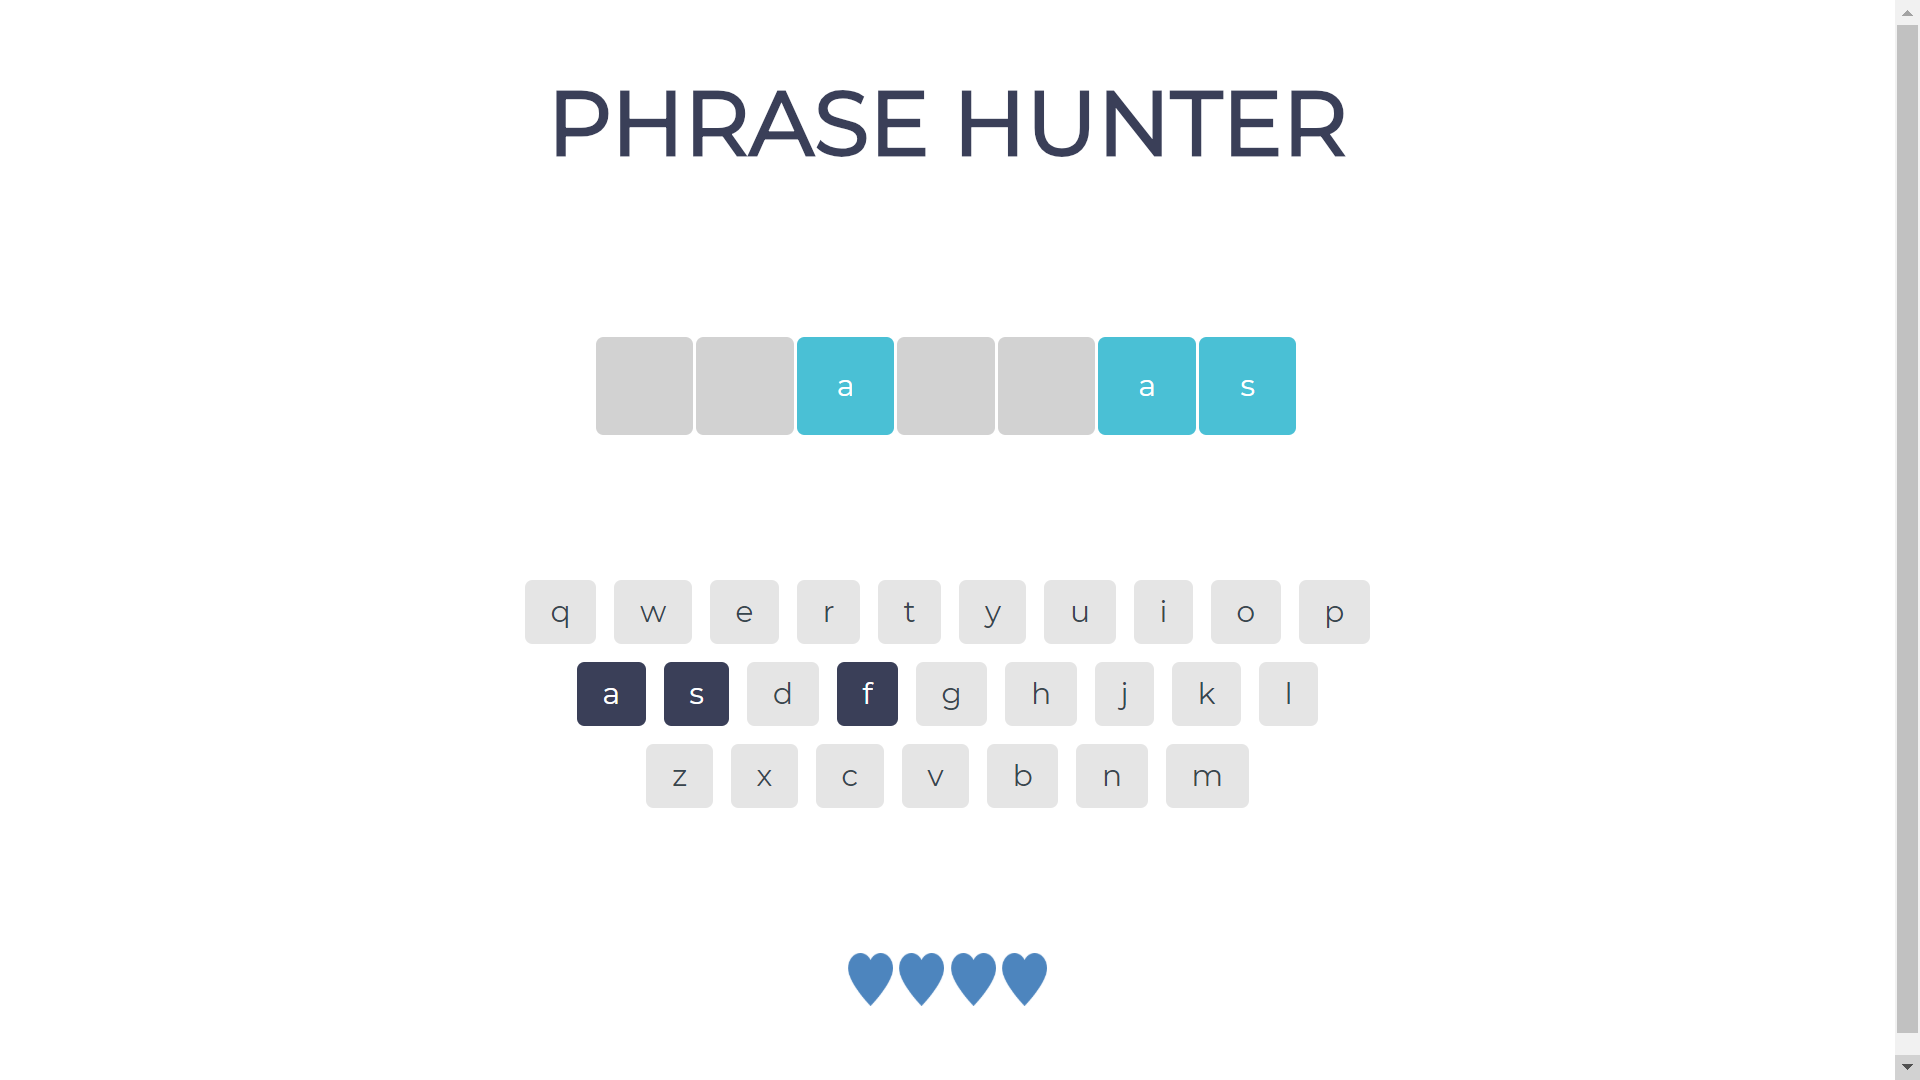 PHRASE HUNTER
a a s
q w e r t y u i o p
a s d f g h j k l
z x c v b n m